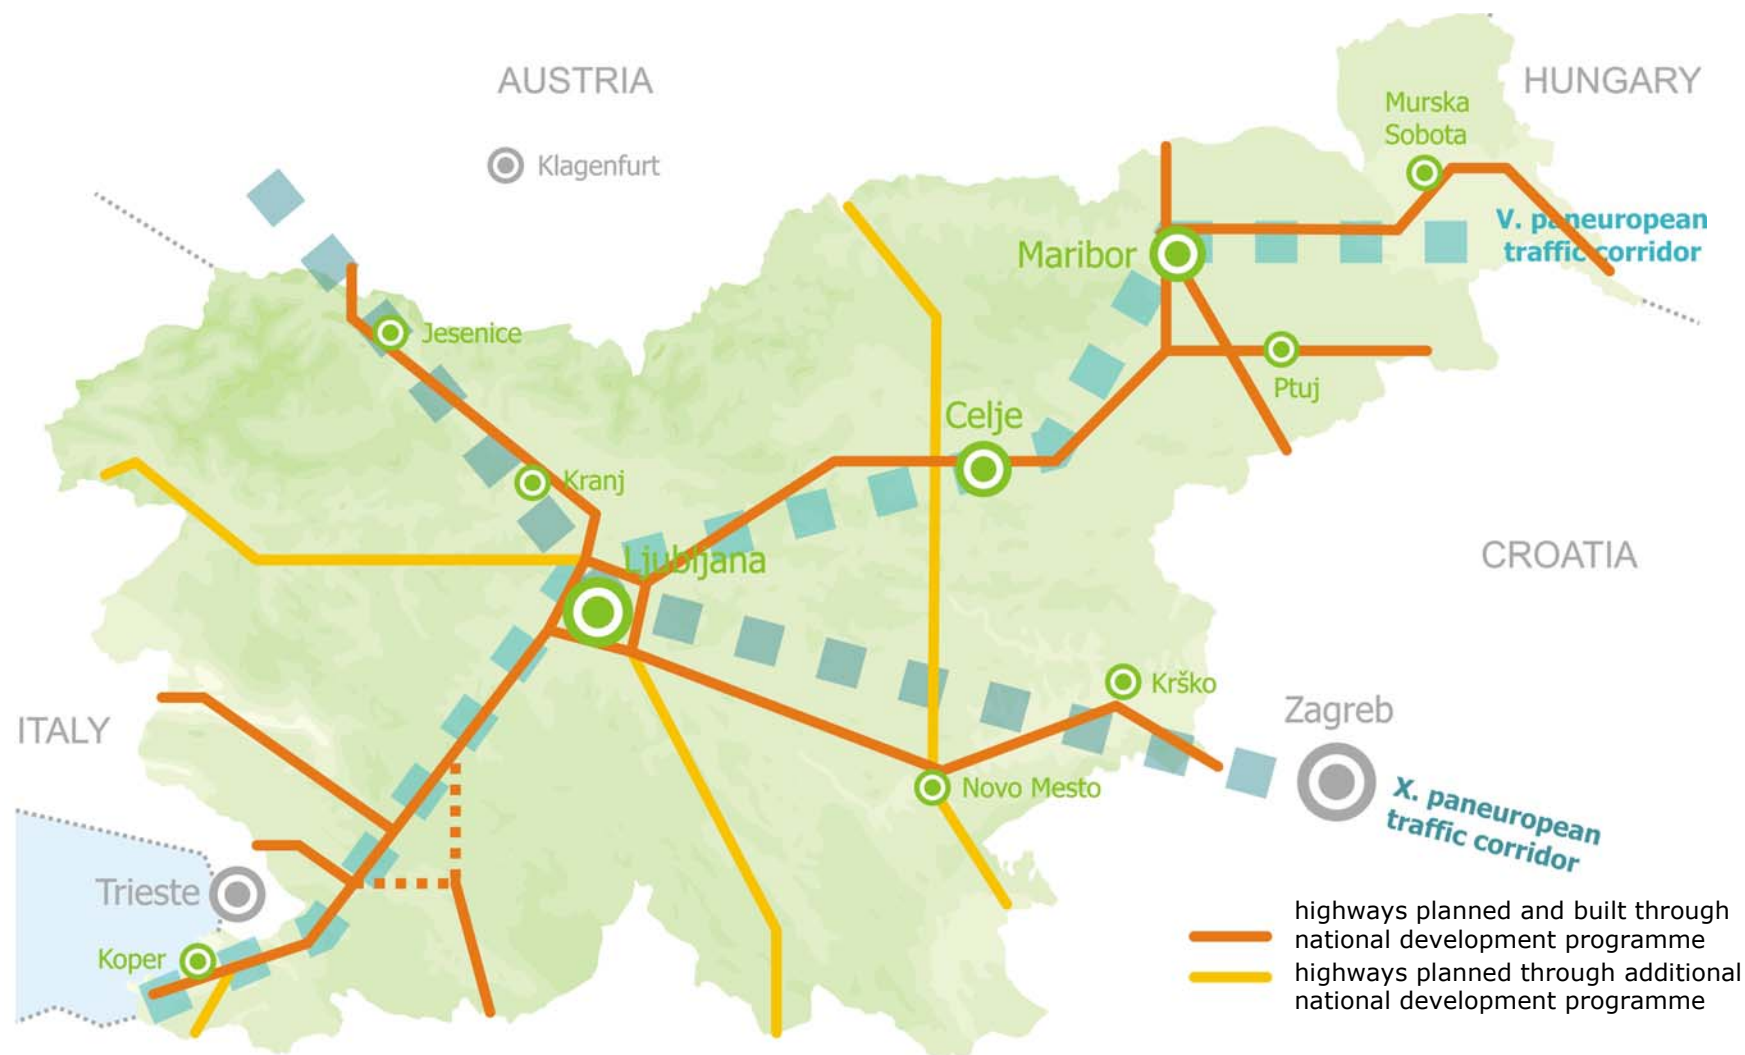 AUSTRIA
HUNGARY
Klagenfurt
Murska
Sobota
V. paneuropean
traffic corridor
Maribor
Jesenice
Ptuj
Celje
Kranj
Ljubljana
CROATIA
Krško
ITALY
Zagreb
Novo Mesto
X. paneuropean
traffic corridor
Trieste
Koper
highways planned and built through
national development programme
highways planned through additional
national development programme